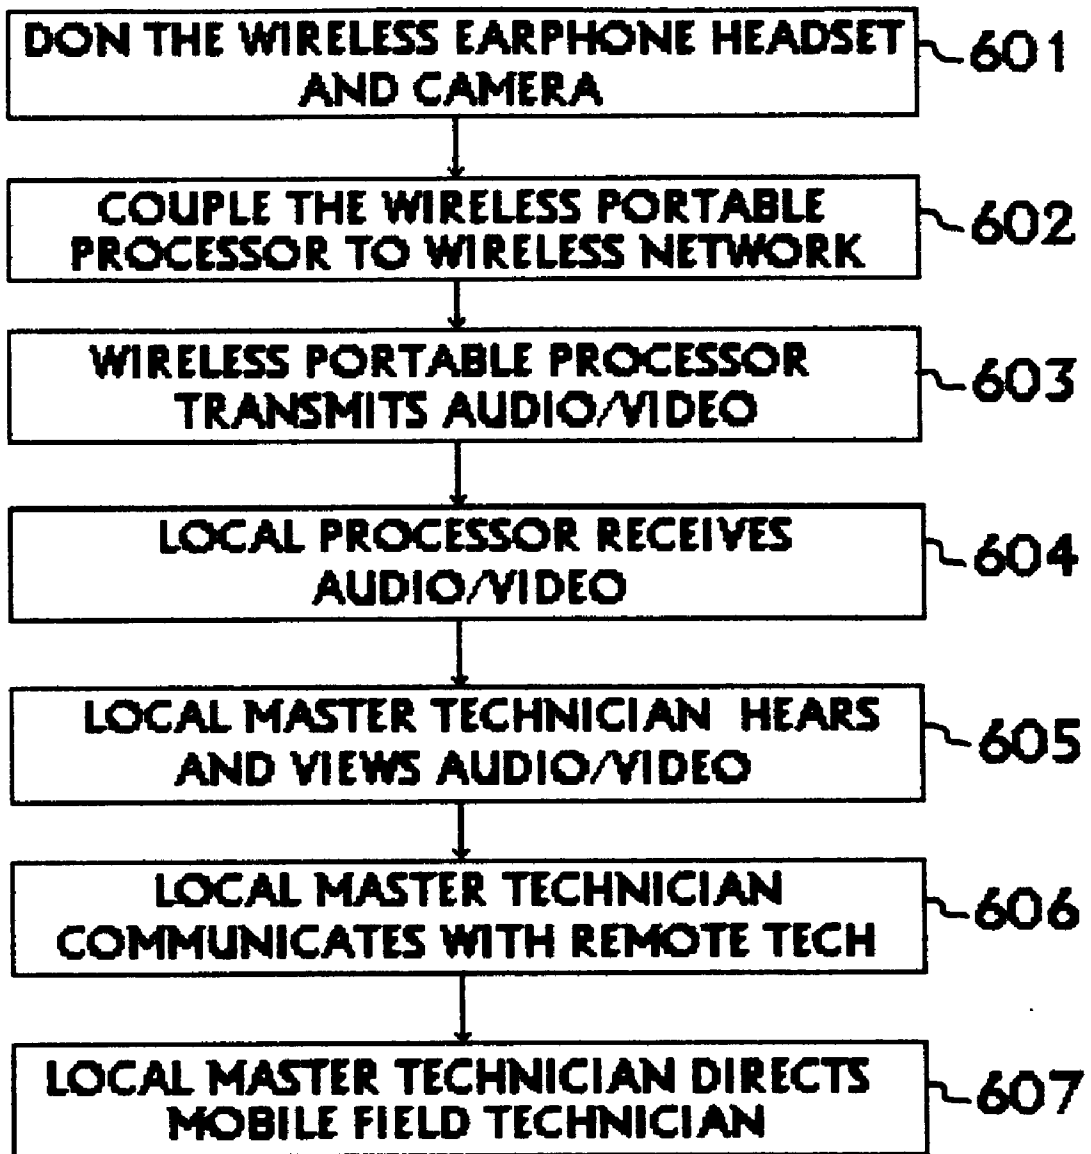 DON THE WIRELESS EARPHONE HEADSET
AND CAMERA
601
COUPLE THE WIRELESS PORTABLE
PROCESSOR TO WIRELESS NETWORK
602
WIRELESS PORTABLE PROCESSOR
TRANSMITS AUDIO/VIDEO
603
LOCAL PROCESSOR RECEIVES
AUDIO/VIDEO
604
LOCAL MASTER TECHNICIAN HEARS
AND VIEWS AUDIO/VIDEO
605
LOCAL MASTER TECHNICIAN
COMMUNICATES WITH REMOTE TECH
606
LOCAL MASTER TECHNICIAN DIRECTS
MOBILE FIELD TECHNICIAN
607